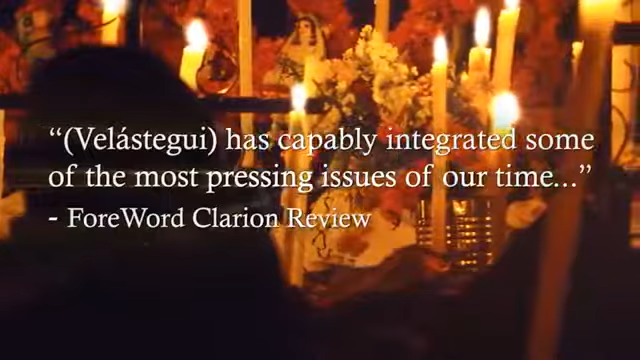 “(Velástegui) has capably integrated some
of the most pressing issues of our time...”
- ForeWord Clarion Review